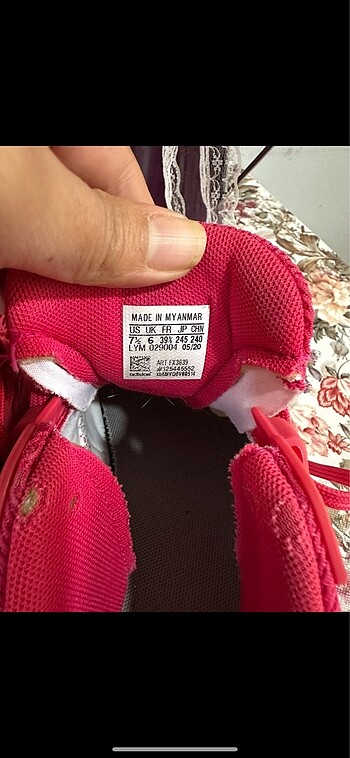 MADE IN MYANMAR
US UK FR JP CHN
7½ 6 39⅓ 245 240
LYM 029004 05/20
ART FX3639
adidas